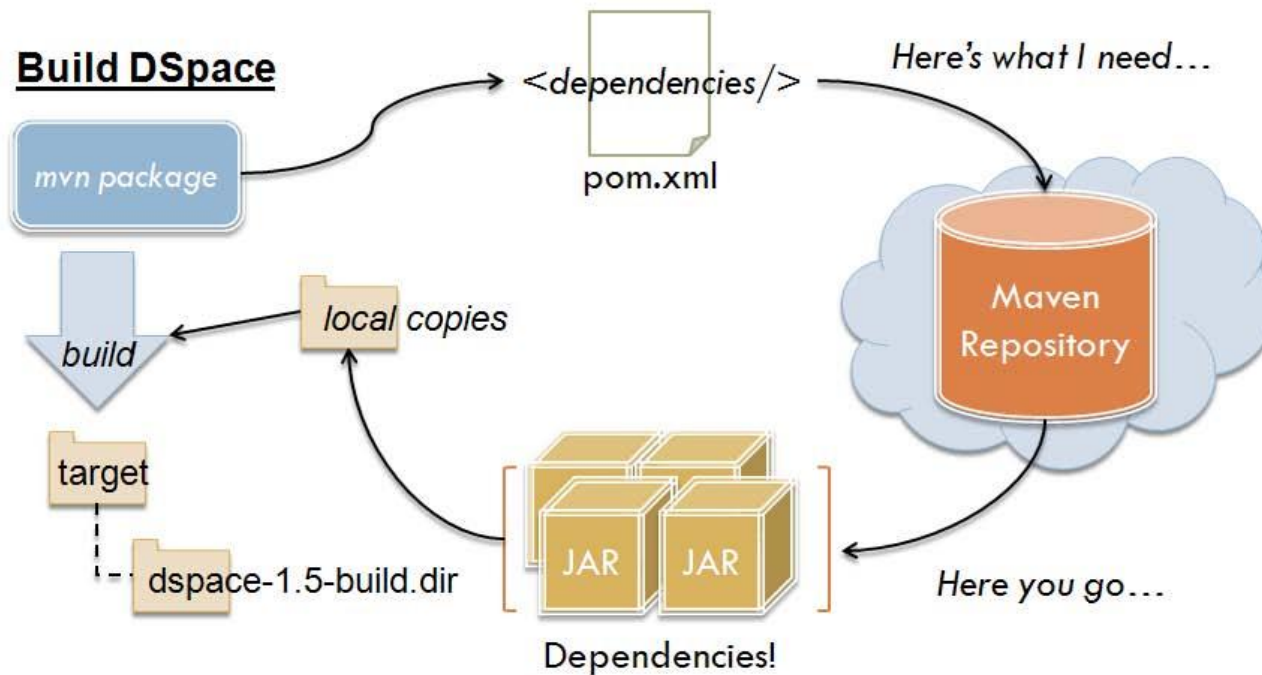 Build DSpace
mvn package
<dependencies/>
pom.xml
Here's what I need…
Maven
Repository
Here you go…
JAR
JAR
Dependencies!
local copies
build
target
dspace-1.5-build.dir